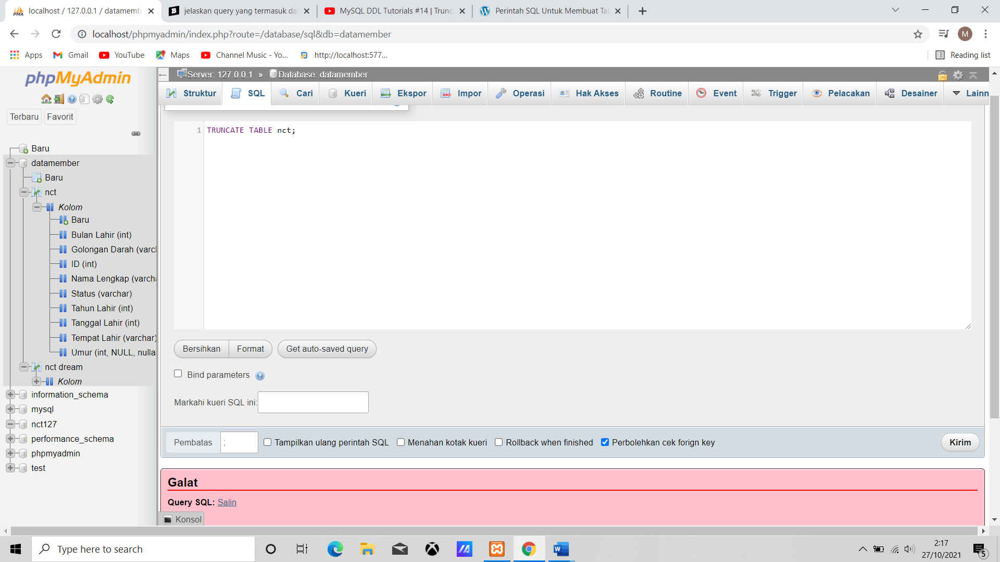 localhost / 127.0.0.1 / datamemb
jelaskan query yang termasuk da
MySQL DDL Tutorials #14 | Trunc
Perintah SQL Untuk Membuat Ta
localhost/phpmyadmin/index.php?route=/database/sql&db=datamember
M
Apps
Gmail
YouTube
Maps
Channel Music - Yo...
http://localhost:577...
Reading list
phpMyAdmin
Terbaru
Favorit
Baru
datamember
Baru
nct
Kolom
Baru
Bulan Lahir (int)
Golongan Darah (varcl
ID (int)
Nama Lengkap (varcha
Status (varchar)
Tahun Lahir (int)
Tanggal Lahir (int)
Tempat Lahir (varchar)
Umur (int, NULL, nulla
nct dream
Kolom
information_schema
mysql
nct127
performance_schema
phpmyadmin
test
Server: 127.0.0.1 » Database: datamember
Struktur
SQL
Cari
Kueri
Ekspor
Impor
Operasi
Hak Akses
Routine
Event
Trigger
Pelacakan
Desainer
Lainn
1 TRUNCATE TABLE nct;
Bersihkan
Format
Get auto-saved query
Bind parameters
Markahi kueri SQL ini:
Pembatas ;
Tampilkan ulang perintah SQL
Menahan kotak kueri
Rollback when finished
Perbolehkan cek forign key
Kirim
Galat
Query SQL: Salin
Konsol
Type here to search
2:17
27/10/2021
5